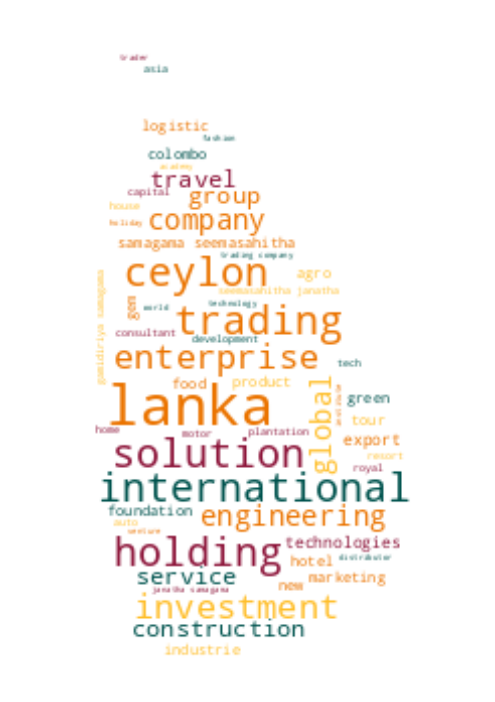 trader
asia
logistic
fashion
colombo
academy
travel
capital
group
house
company
holiday
samagama seemasahitha
trading company
ceylon
agro
gamidiriya samagama
seemasahitha janatha
gem
world
technology
trading
consultant
development
enterprise
tech
food
product
lanka
global
institute
green
tour
home
motor
plantation
export
solution
resort
royal
international
foundation
engineering
auto
venture
technologies
holding
hotel
distributor
service
marketing
new
janatha samagama
investment
construction
industrie